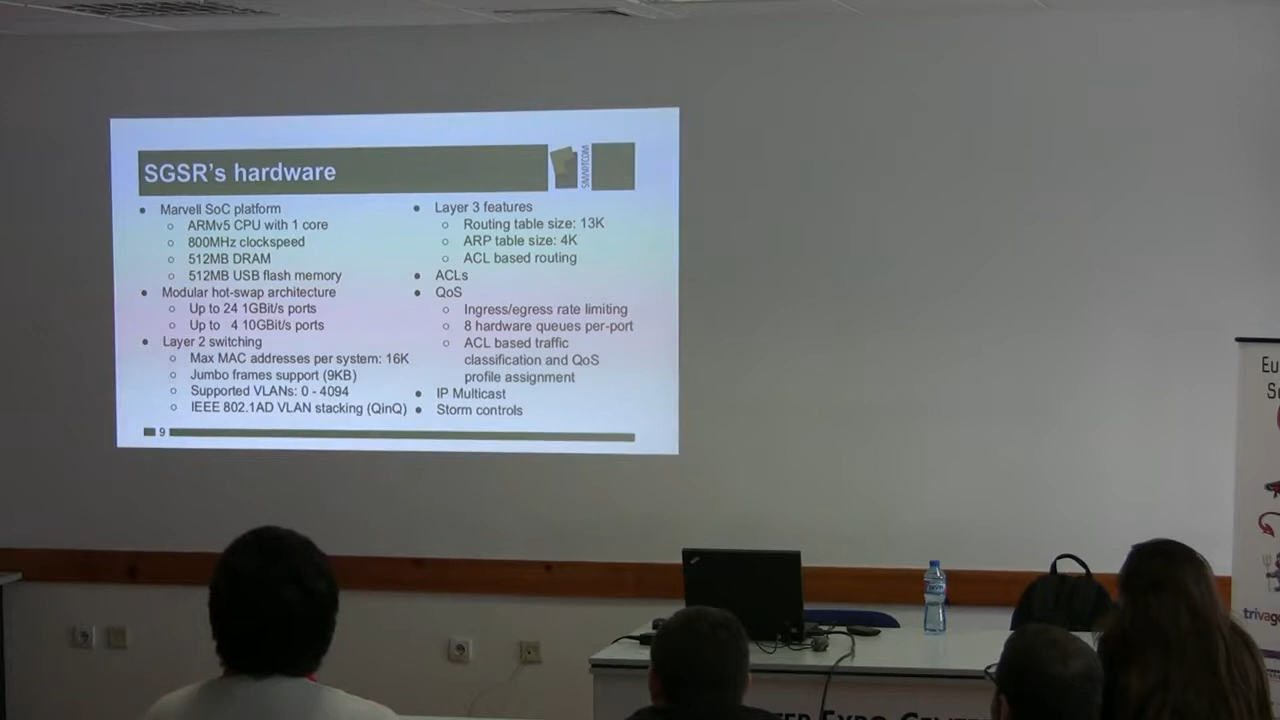 SGSR's hardware
SMARTCOM
● Marvell SoC platform
○ ARMv5 CPU with 1 core
○ 800MHz clockspeed
○ 512MB DRAM
○ 512MB USB flash memory
● Modular hot-swap architecture
○ Up to 24 1GBit/s ports
○ Up to 4 10GBit/s ports
● Layer 2 switching
○ Max MAC addresses per system: 16K
○ Jumbo frames support (9KB)
○ Supported VLANs: 0 - 4094
○ IEEE 802.1AD VLAN stacking (QinQ)
● Layer 3 features
○ Routing table size: 13K
○ ARP table size: 4K
○ ACL based routing
● ACLs
● QoS
○ Ingress/egress rate limiting
○ 8 hardware queues per-port
○ ACL based traffic
classification and QoS
profile assignment
● IP Multicast
● Storm controls
9
Expo